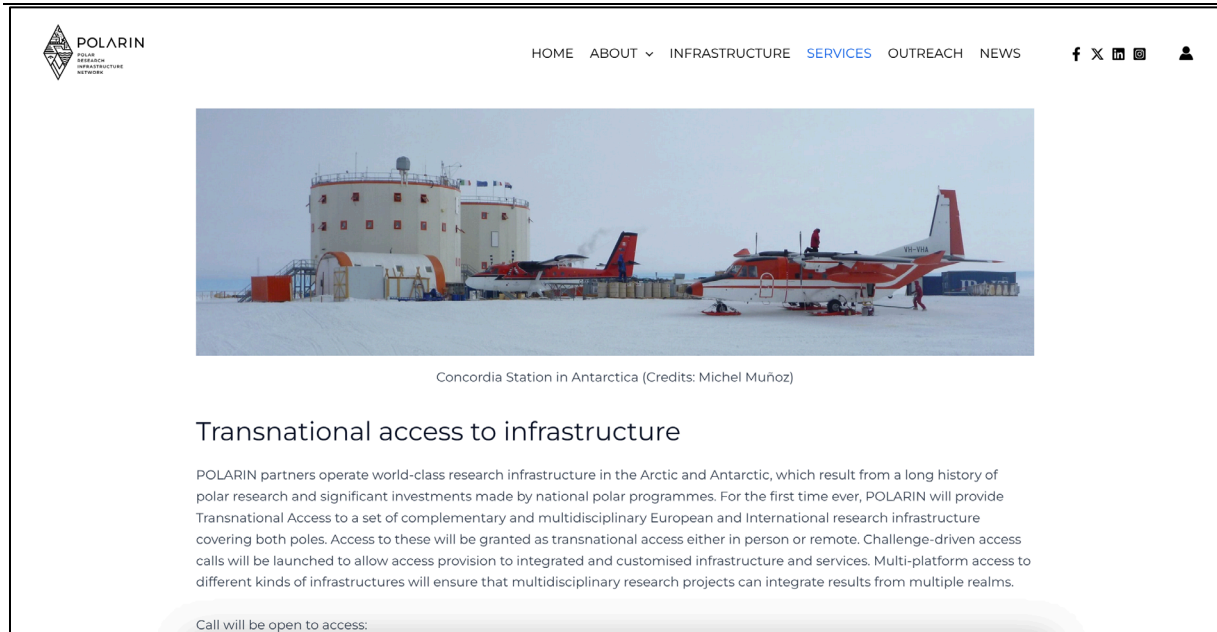 POLARIN
POLAR
RESEARCH
INFRASTRUCTURE
NETWORK
HOME ABOUT INFRASTRUCTURE SERVICES OUTREACH NEWS
VH-VHA
Concordia Station in Antarctica (Credits: Michel Muñoz)
Transnational access to infrastructure
POLARIN partners operate world-class research infrastructure in the Arctic and Antarctic, which result from a long history of
polar research and significant investments made by national polar programmes. For the first time ever, POLARIN will provide
Transnational Access to a set of complementary and multidisciplinary European and International research infrastructure
covering both poles. Access to these will be granted as transnational access either in person or remote. Challenge-driven access
calls will be launched to allow access provision to integrated and customised infrastructure and services. Multi-platform access to
different kinds of infrastructures will ensure that multidisciplinary research projects can integrate results from multiple realms.
Call will be open to access: